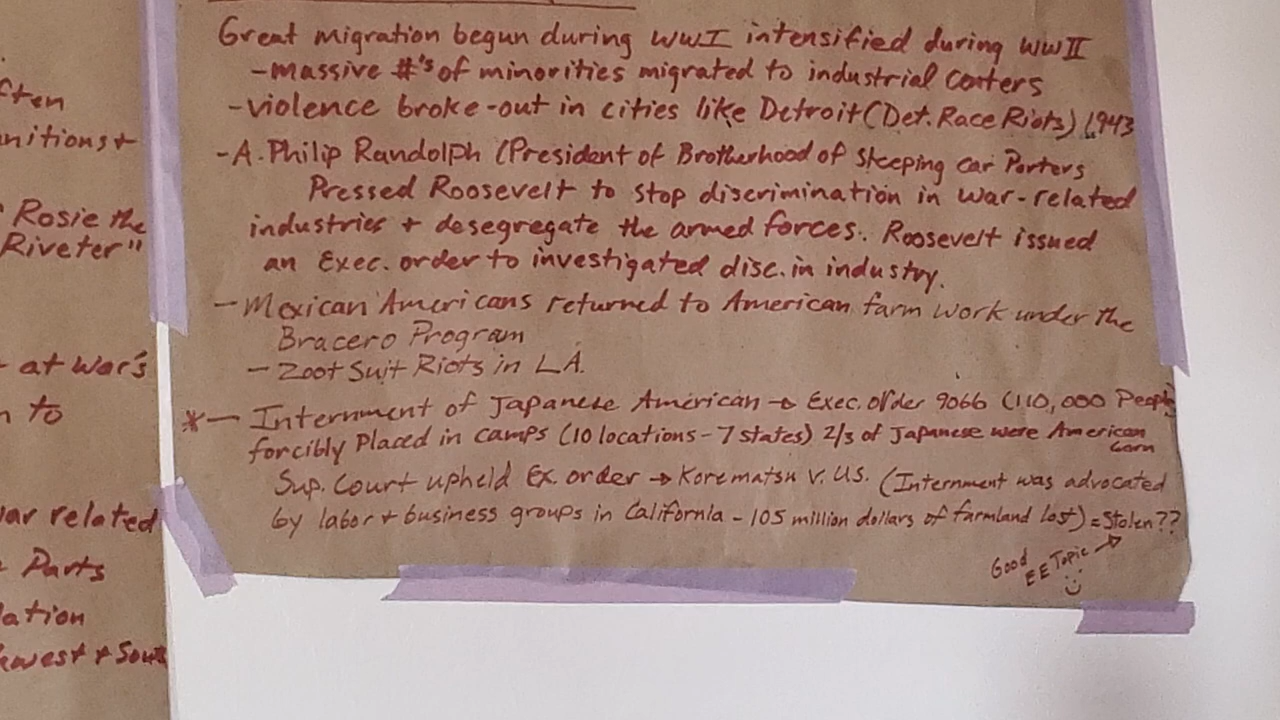 ften
nitions +
Rosie the
Riveter"
at war's
n to
war related
Parts
lation
hwest + South
Great migration begun during WWI intensified during WWII
-massive #'s of minorities migrated to industrial centers
-violence broke-out in cities like Detroit (Det. Race Riots) 1943
-A. Philip Randolph (President of Brotherhood of Sleeping car Porters
Pressed Roosevelt to stop discrimination in war-related
industries + desegregate the armed forces. Roosevelt issued
an Exec. order to investigated disc. in industry.
- Mexican Americans returned to American farm work under the
Bracero Program
- Zoot Suit Riots in L.A.
*- Internment of Japanese American → Exec. order 9066 (110,000 People
forcibly Placed in camps (10 locations - 7 states) 2/3 of Japanese were American
born
Sup. Court upheld Ex. order → Korematsu v. U.S. (Internment was advocated
by labor + business groups in California - 105 million dollars of farmland lost) = Stolen??
Good
EE Topic →